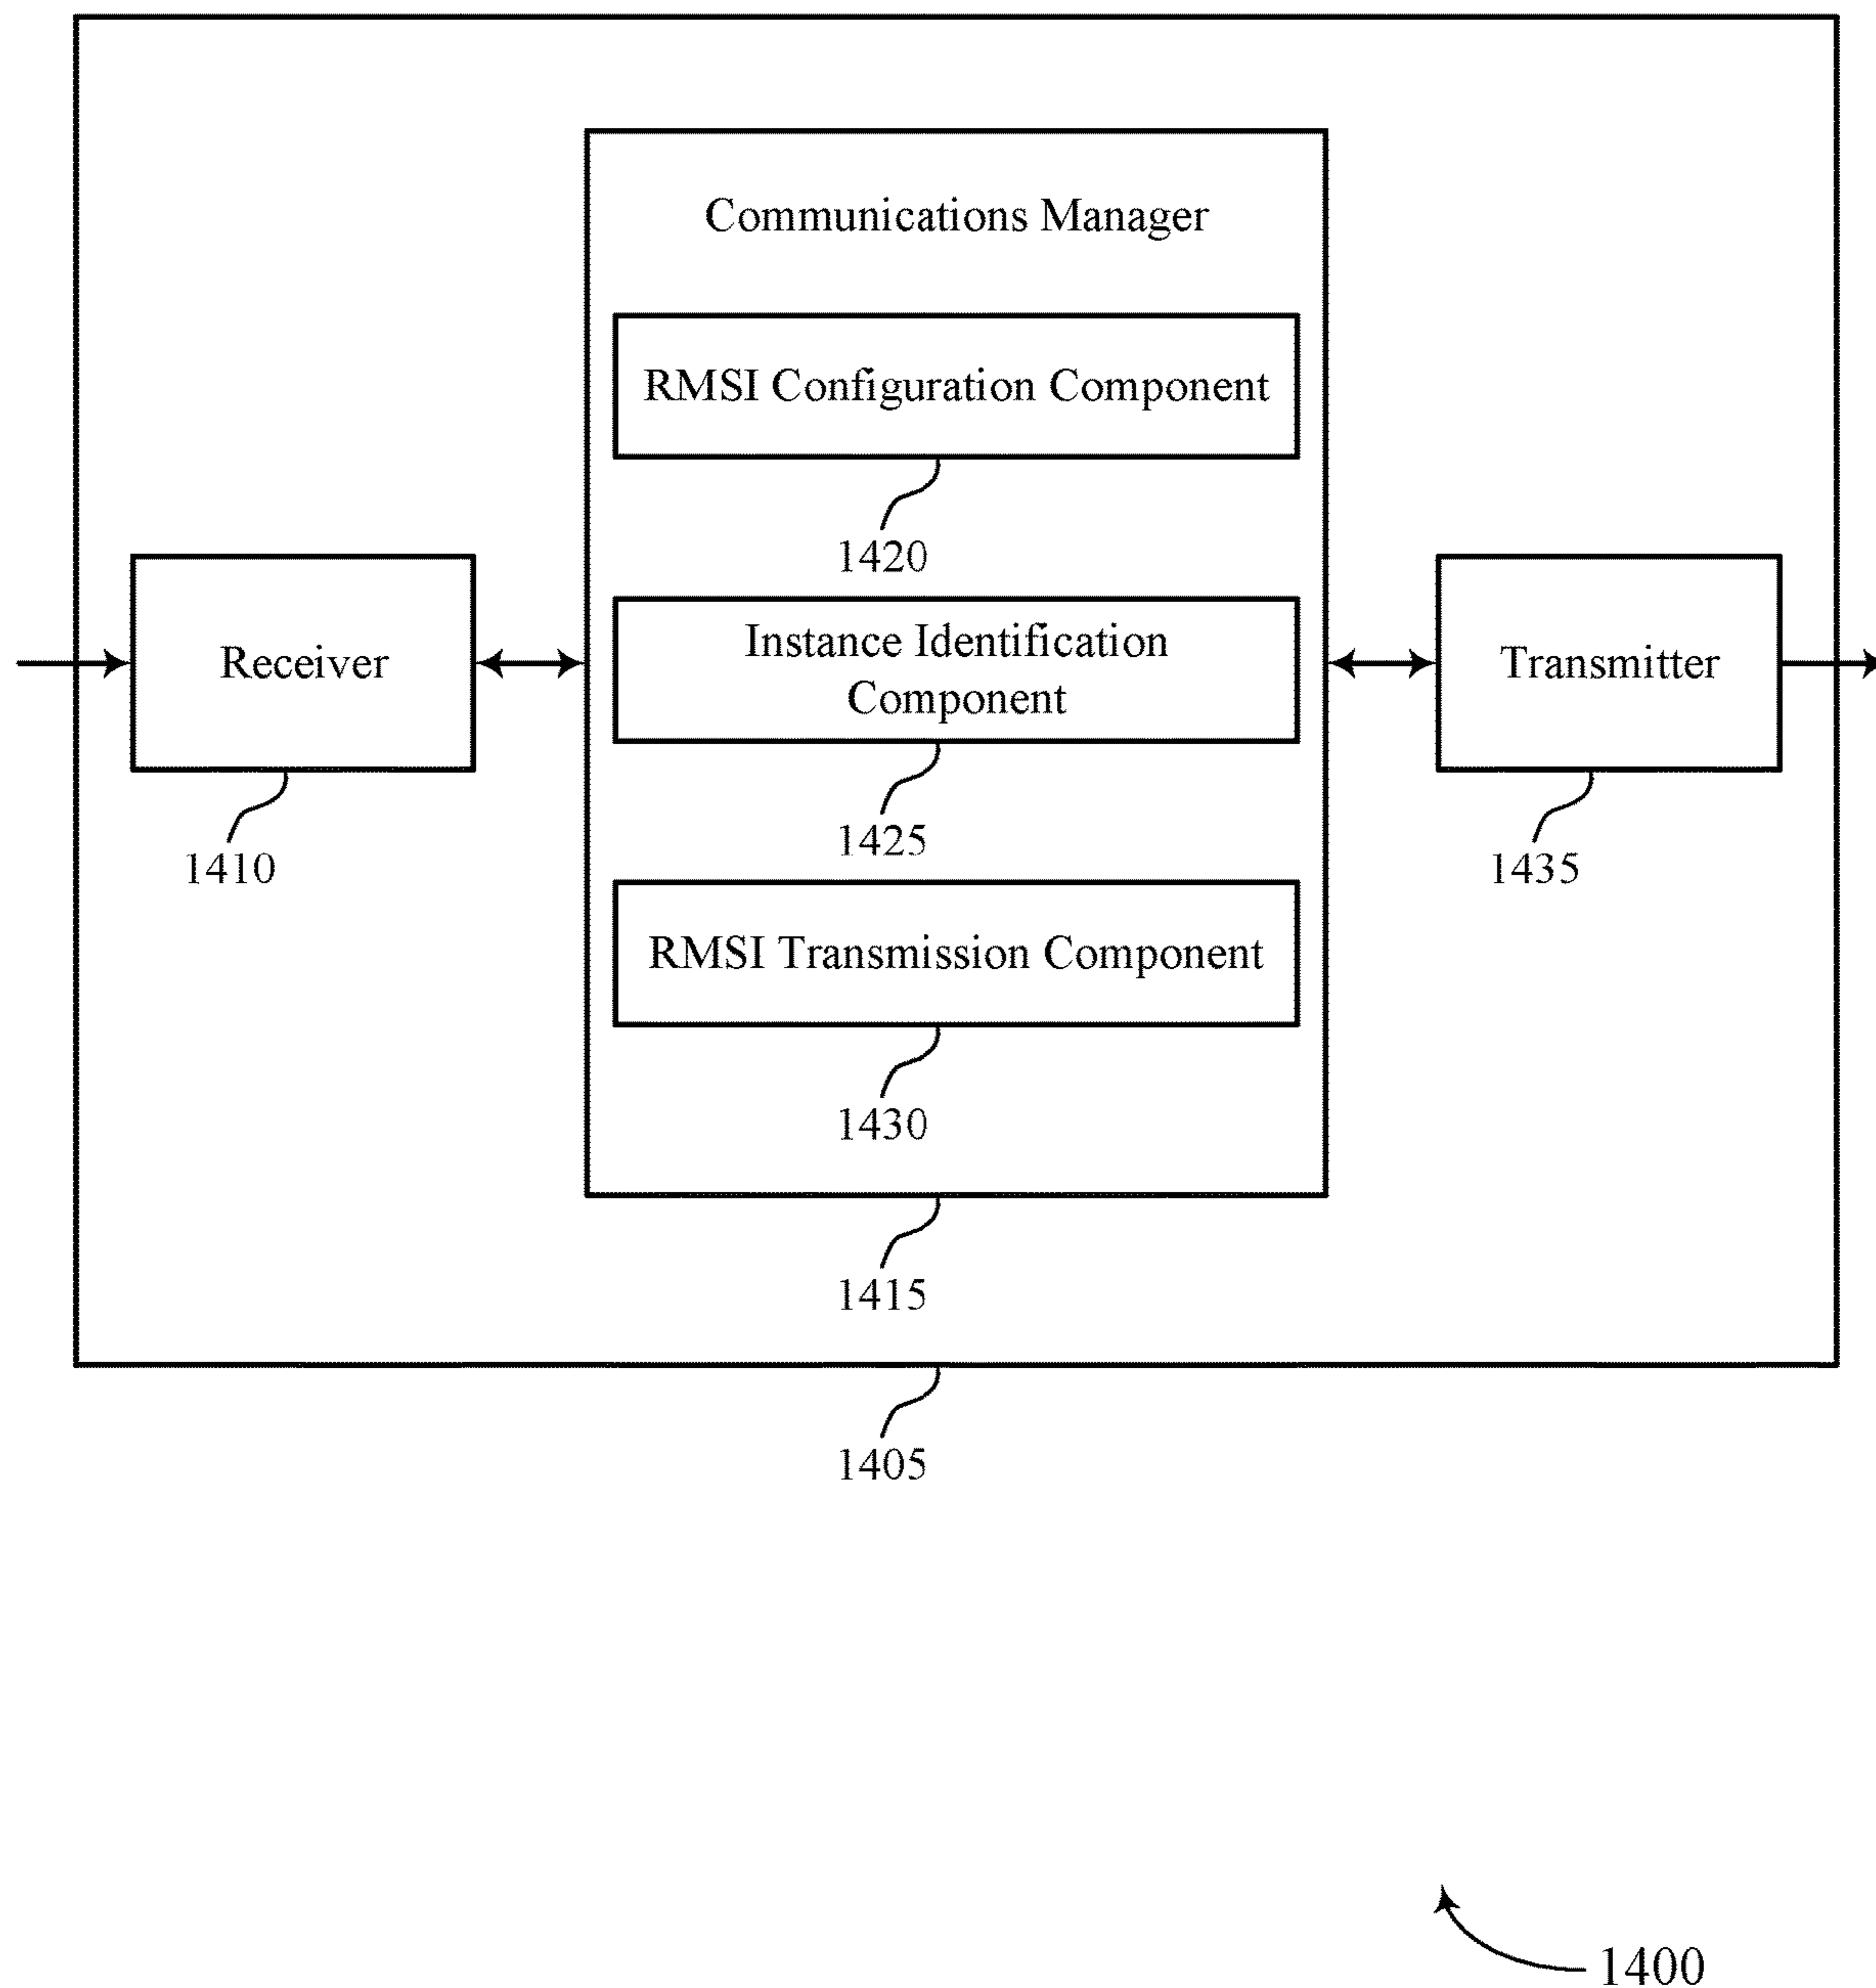 Communications Manager
RMSI Configuration Component
1420
Receiver
1410
Instance Identification
Component
1425
Transmitter
1435
RMSI Transmission Component
1430
1415
1405
1400